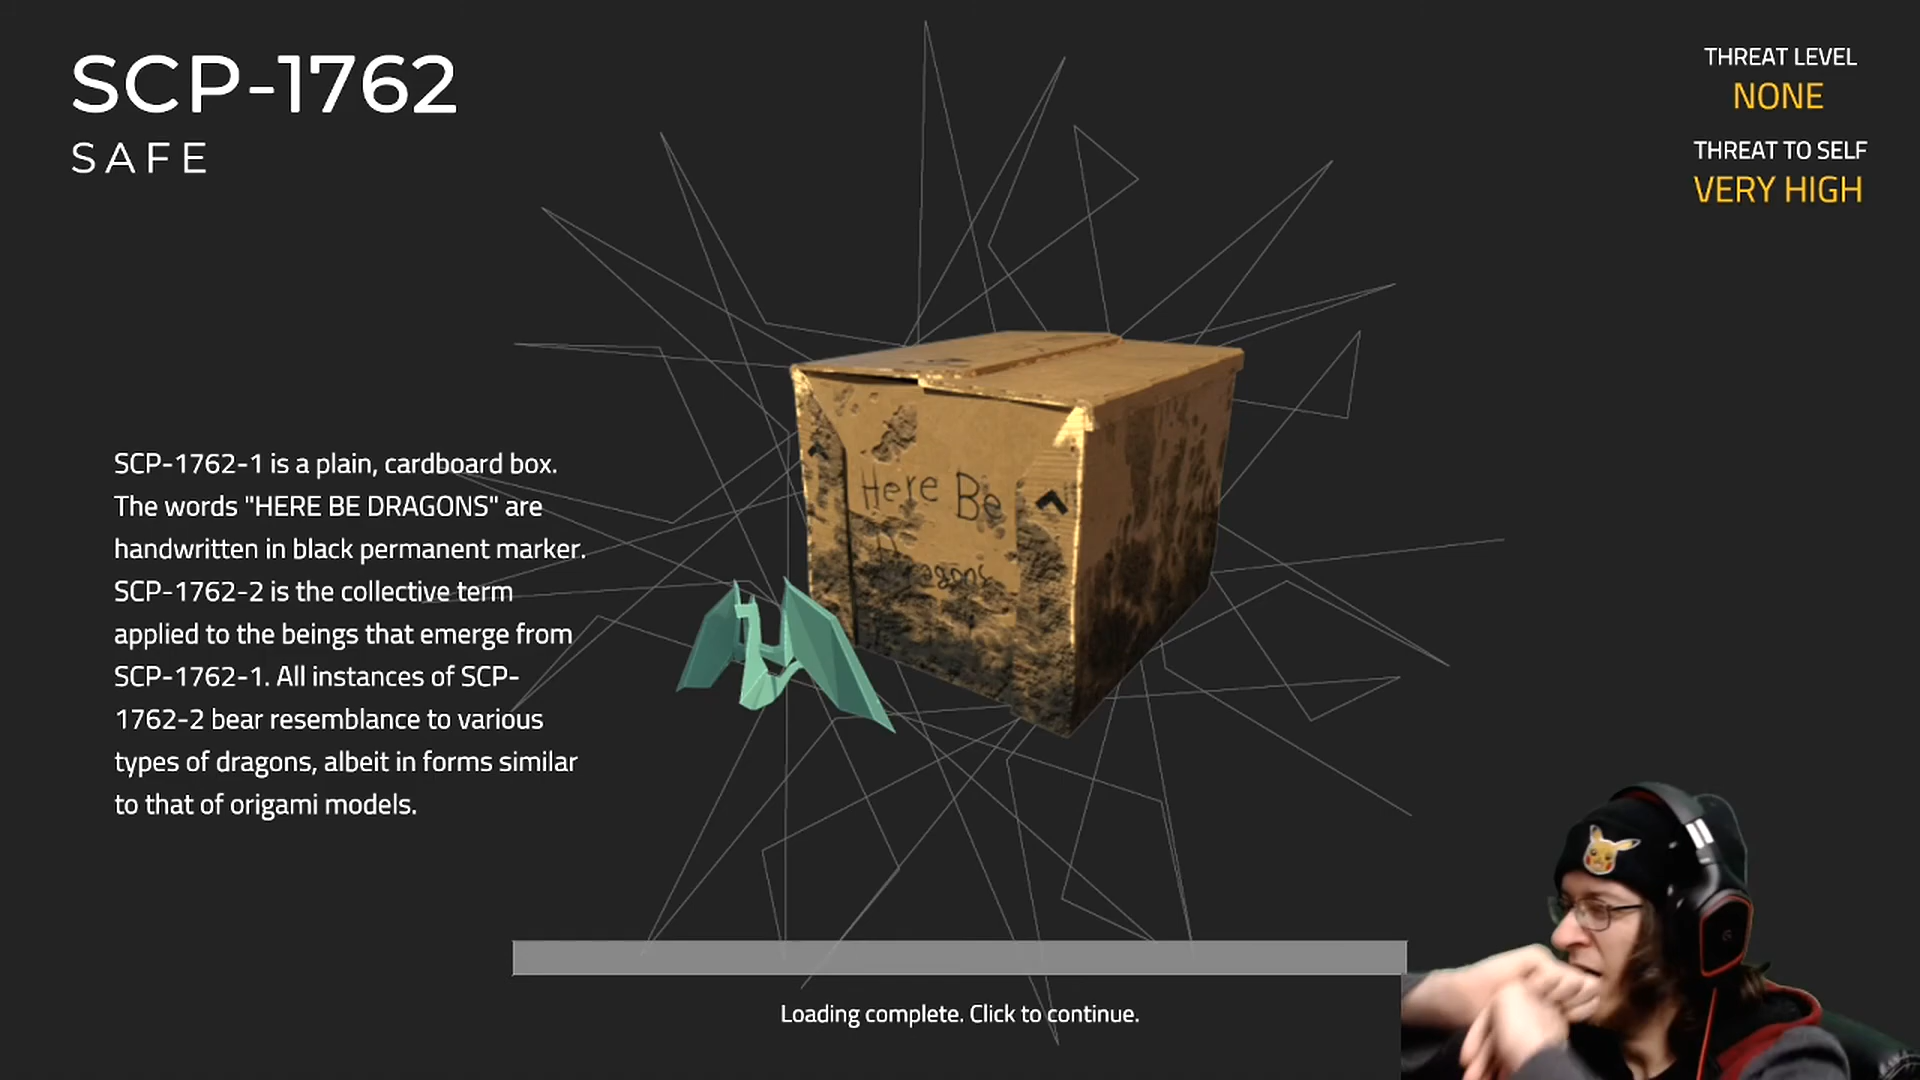 SCP-1762
SAFE
THREAT LEVEL
NONE
THREAT TO SELF
VERY HIGH
SCP-1762-1 is a plain, cardboard box.
The words "HERE BE DRAGONS" are
handwritten in black permanent marker.
SCP-1762-2 is the collective term
applied to the beings that emerge from
SCP-1762-1. All instances of SCP-
1762-2 bear resemblance to various
types of dragons, albeit in forms similar
to that of origami models.
Here Be
Dragons
Loading complete. Click to continue.